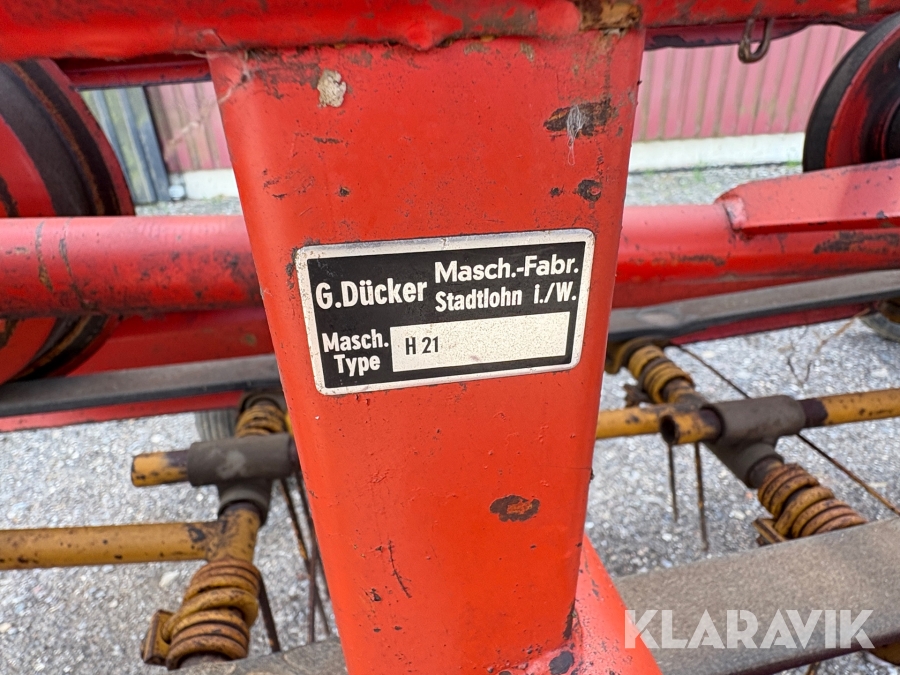 G.Dücker Masch.-Fabr.
Stadtlohn i./W.
Masch. Type H 21
KLARAVIK